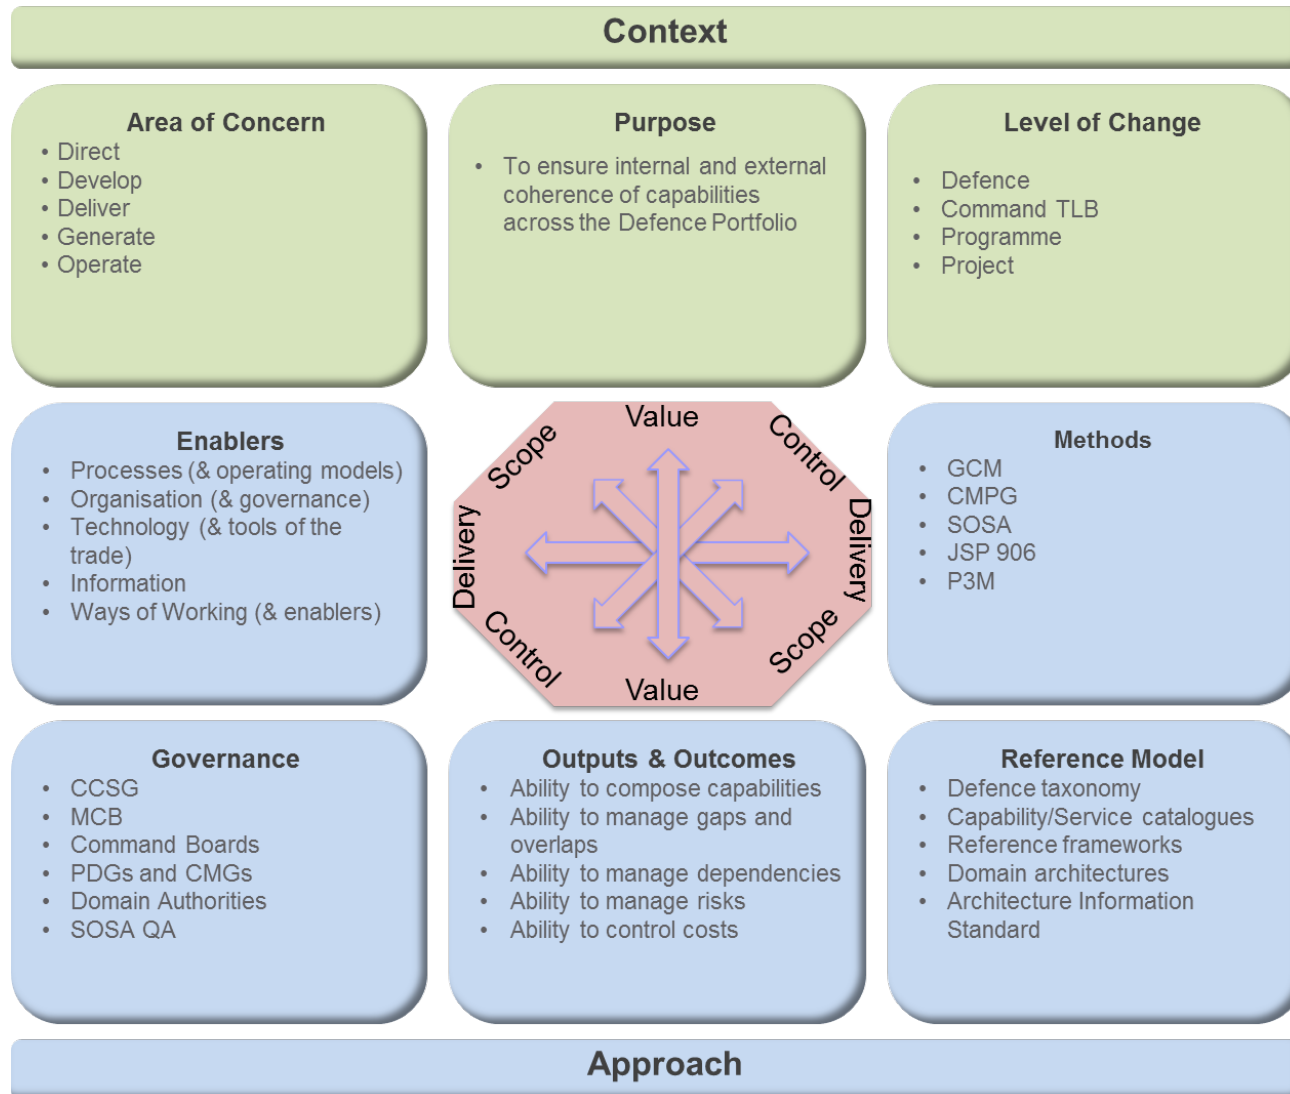 Context
Area of Concern
• Direct
• Develop
• Deliver
• Generate
• Operate
Purpose
• To ensure internal and external
coherence of capabilities
across the Defence Portfolio
Level of Change
• Defence
• Command TLB
• Programme
• Project
Enablers
• Processes (& operating models)
• Organisation (& governance)
• Technology (& tools of the
trade)
• Information
• Ways of Working (& enablers)
Value
Scope
Control
Delivery
Delivery
Control
Scope
Value
Methods
• GCM
• CMPG
• SOSA
• JSP 906
• P3M
Governance
• CCSG
• MCB
• Command Boards
• PDGs and CMGs
• Domain Authorities
• SOSA QA
Outputs & Outcomes
• Ability to compose capabilities
• Ability to manage gaps and
overlaps
• Ability to manage dependencies
• Ability to manage risks
• Ability to control costs
Reference Model
• Defence taxonomy
• Capability/Service catalogues
• Reference frameworks
• Domain architectures
• Architecture Information
Standard
Approach